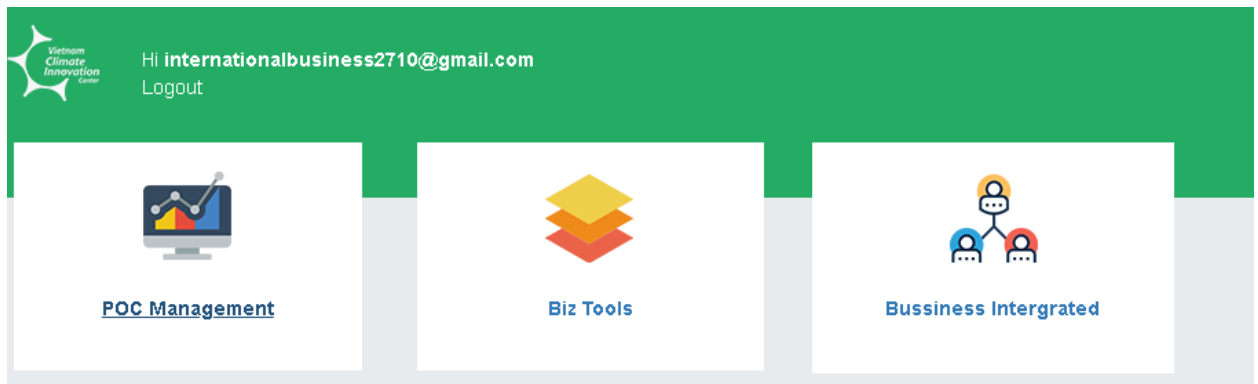 Vietnam
Climate
Innovation
Center
Hi internationalbusiness2710@gmail.com
Logout
POC Management
Biz Tools
Bussiness Intergrated